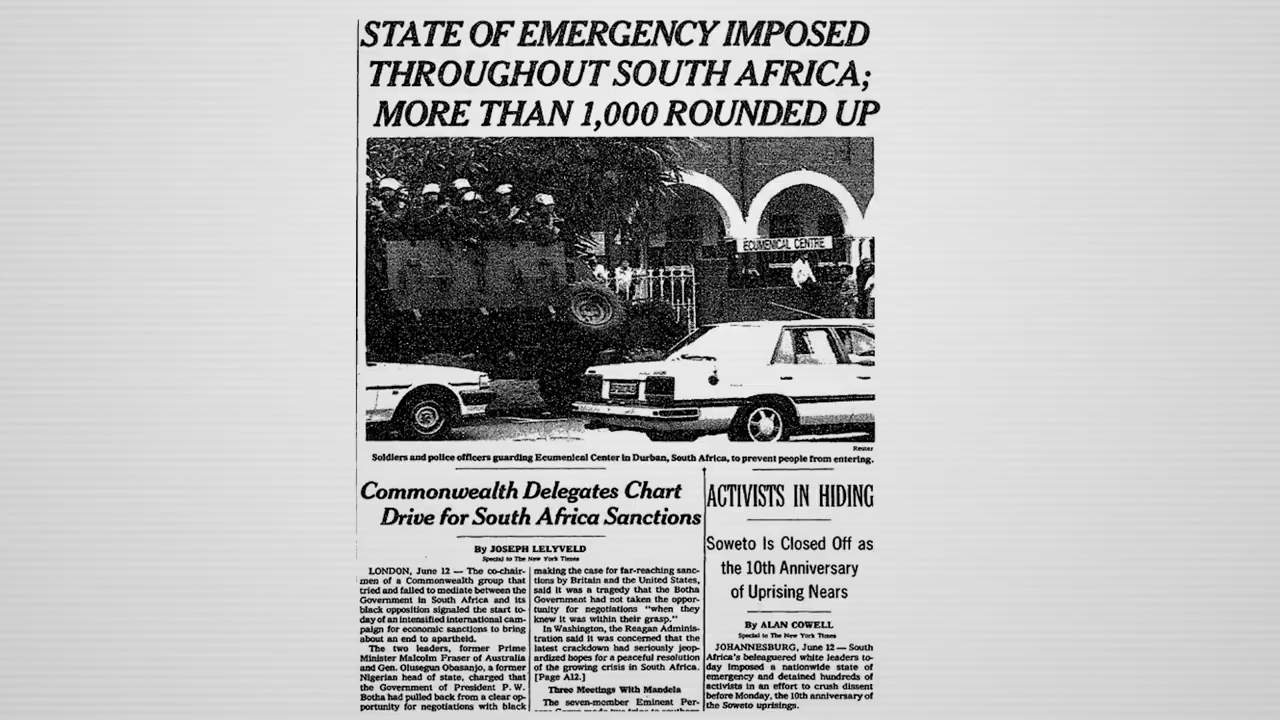 STATE OF EMERGENCY IMPOSED
THROUGHOUT SOUTH AFRICA;
MORE THAN 1,000 ROUNDED UP
ECUMENICAL CENTRE
Reuter
Soldiers and police officers guarding Ecumenical Center in Durban, South Africa, to prevent people from entering.
Commonwealth Delegates Chart
Drive for South Africa Sanctions
By JOSEPH LELYVELD
Special to The New York Times
LONDON, June 12 — The co-chair-
men of a Commonwealth group that
tried and failed to mediate between the
Government in South Africa and its
black opposition signaled the start to-
day of an intensified international cam-
paign for economic sanctions to bring
about an end to apartheid.
The two leaders, former Prime
Minister Malcolm Fraser of Australia
and Gen. Olusegun Obasanjo, a former
Nigerian head of state, charged that
the Government of President P. W.
Botha had pulled back from a clear op-
portunity for negotiations with black
making the case for far-reaching sanc-
tions by Britain and the United States,
said it was a tragedy that the Botha
Government had not taken the oppor-
tunity for negotiations "when they
knew it was within their grasp."
In Washington, the Reagan Adminis-
tration said it was concerned that the
latest crackdown had seriously jeop-
ardized hopes for a peaceful resolution
of the growing crisis in South Africa.
[Page A12.]
Three Meetings With Mandela
The seven-member Eminent Per-
ACTIVISTS IN HIDING
Soweto Is Closed Off as
the 10th Anniversary
of Uprising Nears
By ALAN COWELL
Special to The New York Times
JOHANNESBURG, June 12 — South
Africa's beleaguered white leaders to-
day imposed a nationwide state of
emergency and detained hundreds of
activists in an effort to crush dissent
before Monday, the 10th anniversary of
the Soweto uprisings.